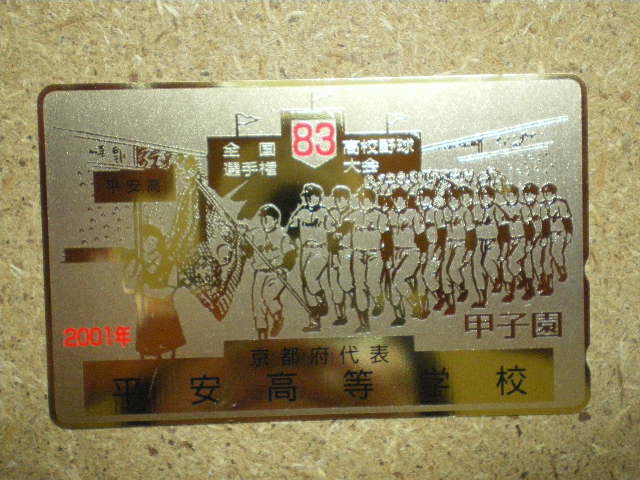 83
全国 高校野球
選手権 大会
平安高
2001年
甲子園
京都府代表
平安高等学校